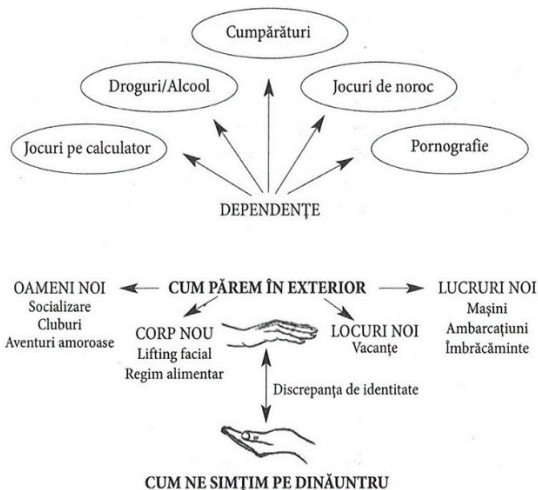 Cumpărături
Droguri/Alcool
Jocuri de noroc
Jocuri pe calculator
Pornografie
DEPENDENȚE
OAMENI NOI
Socializare
Cluburi
Aventuri amoroase
CUM PĂREM ÎN EXTERIOR
LUCRURI NOI
Mașini
Ambarcațiuni
Îmbrăcăminte
CORP NOU
Lifting facial
Regim alimentar
LOCURI NOI
Vacanțe
Discrepanța de identitate
CUM NE SIMȚIM PE DINĂUNTRU